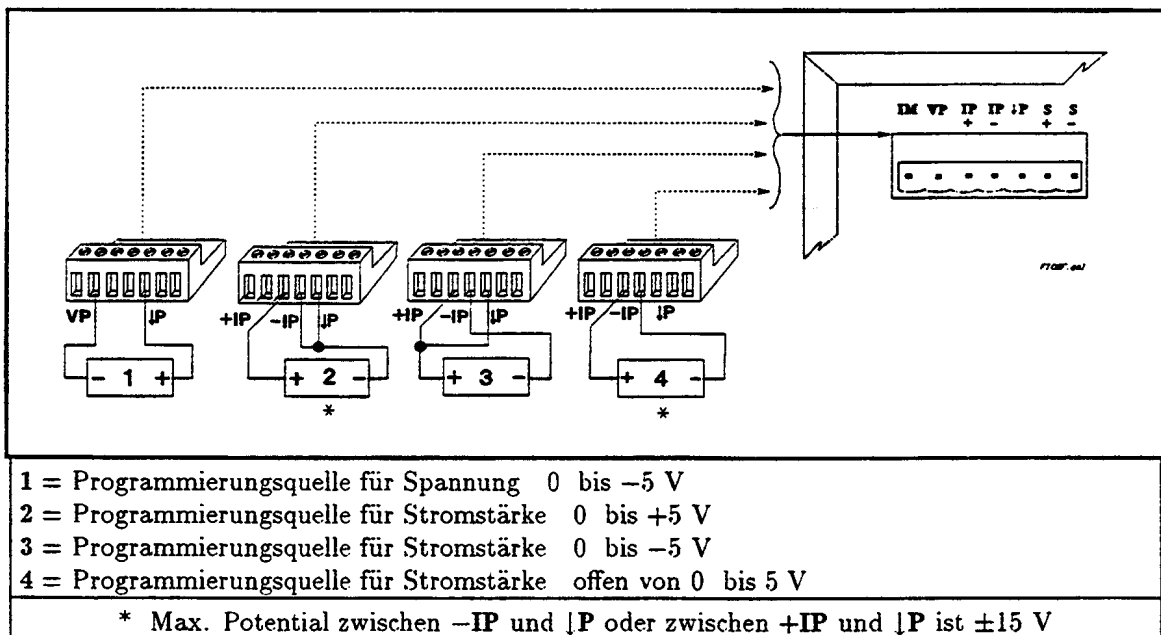 IM VP IP IP ↓P S S
+ - + -
VP ↓P +IP -IP ↓P +IP -IP ↓P +IP -IP ↓P
- 1 + + 2 - + 3 - + 4 -
* *
1 = Programmierungsquelle für Spannung 0 bis −5 V
2 = Programmierungsquelle für Stromstärke 0 bis +5 V
3 = Programmierungsquelle für Stromstärke 0 bis −5 V
4 = Programmierungsquelle für Stromstärke offen von 0 bis 5 V
* Max. Potential zwischen −IP und ↓P oder zwischen +IP und ↓P ist ±15 V